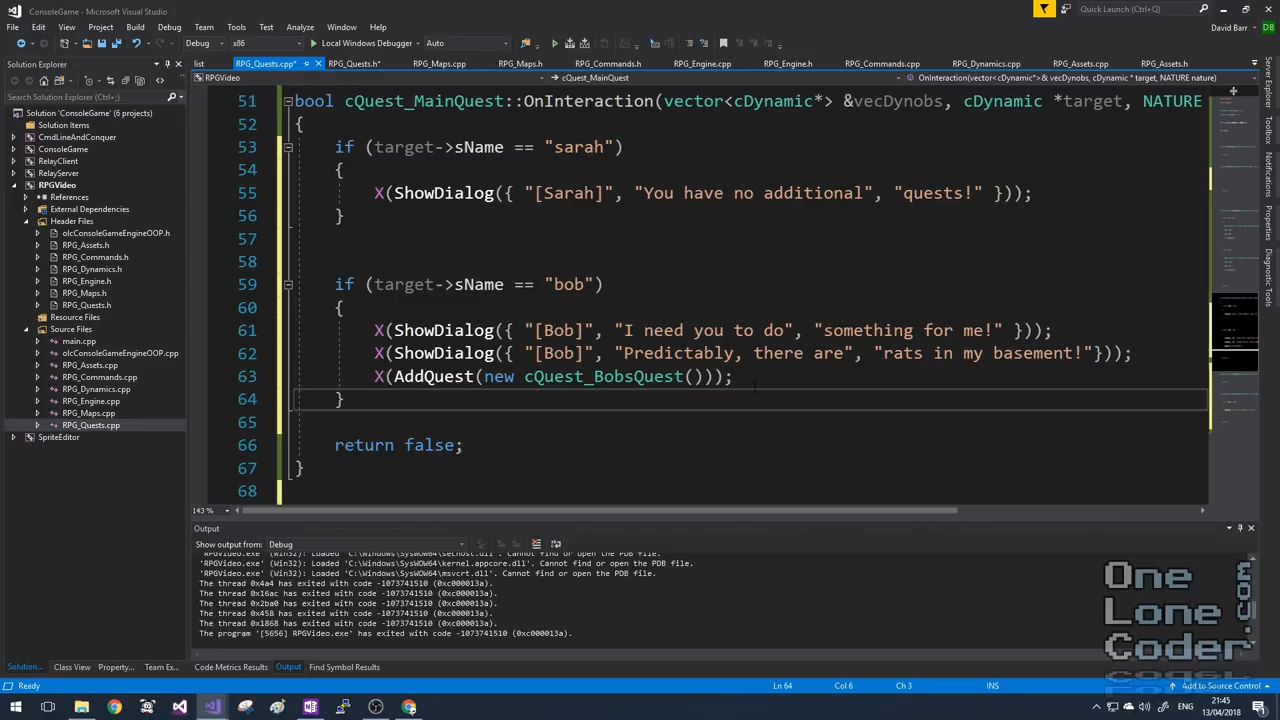 ConsoleGame - Microsoft Visual Studio
Quick Launch (Ctrl+Q)
File Edit View Project Build Debug Team Tools Test Analyze Window Help
David Barr DB
Debug x86 Local Windows Debugger Auto
Solution Explorer
list RPG_Quests.cpp* RPG_Quests.h* RPG_Maps.cpp RPG_Maps.h RPG_Commands.h RPG_Engine.cpp RPG_Engine.h RPG_Dynamics.cpp RPG_Assets.cpp RPG_Assets.h
RPGVideo cQuest_MainQuest OnInteraction(vector<cDynamic*> & vecDynobs, cDynamic * target, NATURE nature)
Search Solution Explorer (Ctrl+;)
Solution 'ConsoleGame' (6 projects)
Solution Items
CmdLineAndConquer
ConsoleGame
RelayClient
RelayServer
RPGVideo
References
External Dependencies
Header Files
olcConsoleGameEngineOOP.h
RPG_Assets.h
RPG_Commands.h
RPG_Dynamics.h
RPG_Engine.h
RPG_Maps.h
RPG_Quests.h
Resource Files
Source Files
main.cpp
olcConsoleGameEngineOOP.cpp
RPG_Assets.cpp
RPG_Commands.cpp
RPG_Dynamics.cpp
RPG_Engine.cpp
RPG_Maps.cpp
RPG_Quests.cpp
SpriteEditor
51 bool cQuest_MainQuest::OnInteraction(vector<cDynamic*> &vecDynobs, cDynamic *target, NATURE
52 {
53 if (target->sName == "sarah")
54 {
55 X(ShowDialog({ "[Sarah]", "You have no additional", "quests!" }));
56 }
57
58
59 if (target->sName == "bob")
60 {
61 X(ShowDialog({ "[Bob]", "I need you to do", "something for me!" }));
62 X(ShowDialog({ "[Bob]", "Predictably, there are", "rats in my basement!"}));
63 X(AddQuest(new cQuest_BobsQuest()));
64 }
65
66 return false;
67 }
68
143 %
Server Explorer
Toolbox
Notifications
Properties
Diagnostic Tools
Output
Show output from: Debug
'RPGVideo.exe' (Win32): Loaded 'C:\Windows\SysWOW64\sechost.dll'. Cannot find or open the PDB file.
'RPGVideo.exe' (Win32): Loaded 'C:\Windows\SysWOW64\kernel.appcore.dll'. Cannot find or open the PDB file.
'RPGVideo.exe' (Win32): Loaded 'C:\Windows\SysWOW64\msvcrt.dll'. Cannot find or open the PDB file.
The thread 0x4a4 has exited with code -1073741510 (0xc000013a).
The thread 0x16ac has exited with code -1073741510 (0xc000013a).
The thread 0x2ba0 has exited with code -1073741510 (0xc000013a).
The thread 0x458 has exited with code -1073741510 (0xc000013a).
The thread 0x1868 has exited with code -1073741510 (0xc000013a).
The program '[5656] RPGVideo.exe' has exited with code -1073741510 (0xc000013a).
One
Lone
Coder
.com
Solution... Class View Property... Team Ex... Code Metrics Results Output Find Symbol Results
Ready Ln 64 Col 6 Ch 3 INS Add to Source Control
ENG 21:45
13/04/2018